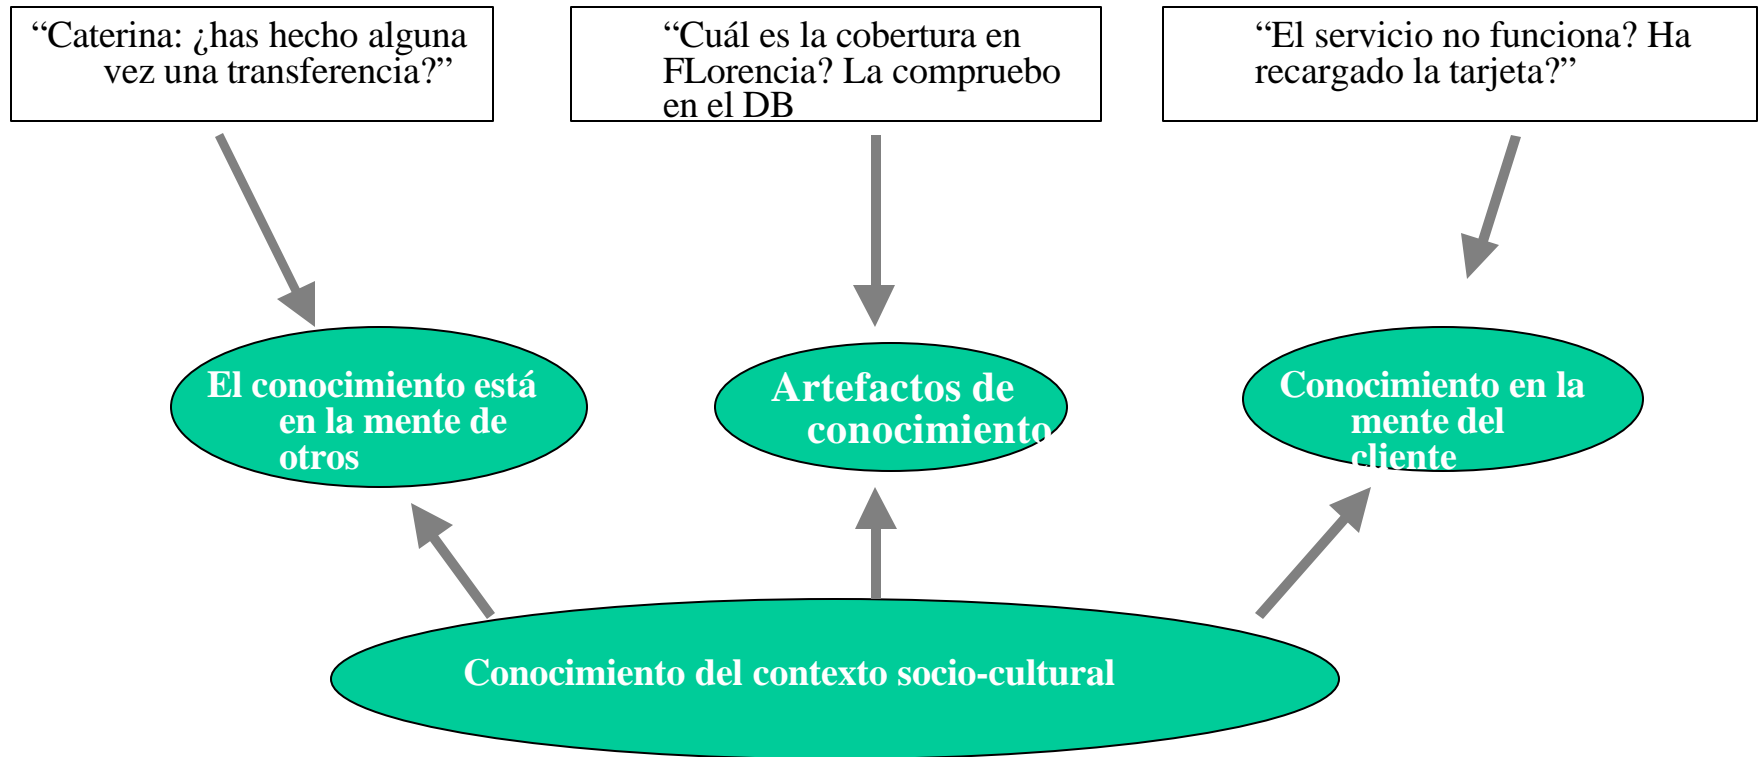 “Caterina: ¿has hecho alguna
vez una transferencia?”
“Cuál es la cobertura en
FLorencia? La compruebo
en el DB
“El servicio no funciona? Ha
recargado la tarjeta?”
El conocimiento está
en la mente de
otros
Artefactos de
conocimiento
Conocimiento en la
mente del
cliente
Conocimiento del contexto socio-cultural